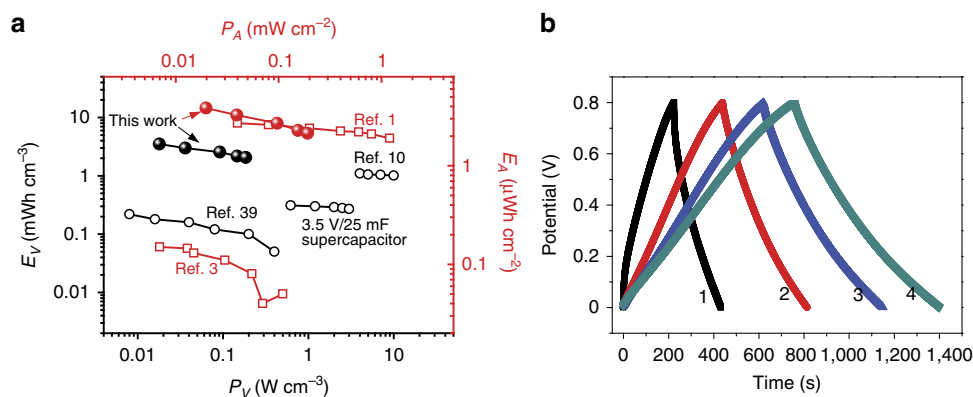 a
P_A (mW cm⁻²)
0.01 0.1 1
E_V (mWh cm⁻³)
10
1
0.1
0.01
This work
Ref. 1
Ref. 10
Ref. 39
3.5 V/25 mF
supercapacitor
Ref. 3
1
0.1
E_A (μWh cm⁻²)
0.01 0.1 1 10
P_V (W cm⁻³)
b
Potential (V)
0.8
0.6
0.4
0.2
0
1 2 3 4
0 200 400 600 800 1,000 1,200 1,400
Time (s)